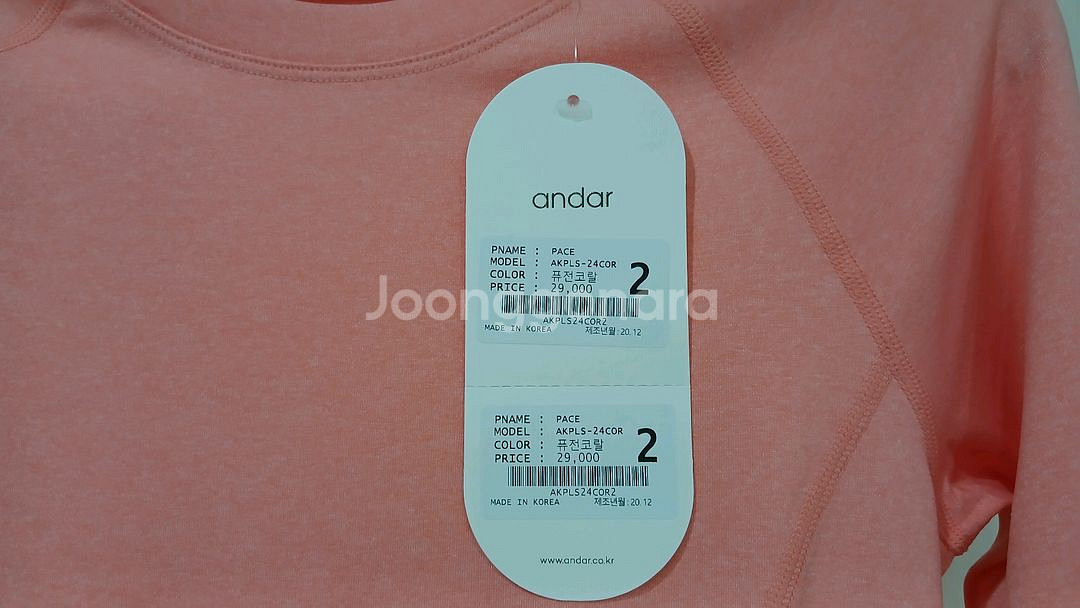 andar
PNAME : PACE
MODEL : AKPLS-24COR
COLOR : 퓨전코랄
PRICE : 29,000
2
AKPLS24COR2
MADE IN KOREA 제조년월:20.12
Joonggonara
PNAME : PACE
MODEL : AKPLS-24COR
COLOR : 퓨전코랄
PRICE : 29,000
2
AKPLS24COR2
MADE IN KOREA 제조년월:20.12
www.andar.co.kr